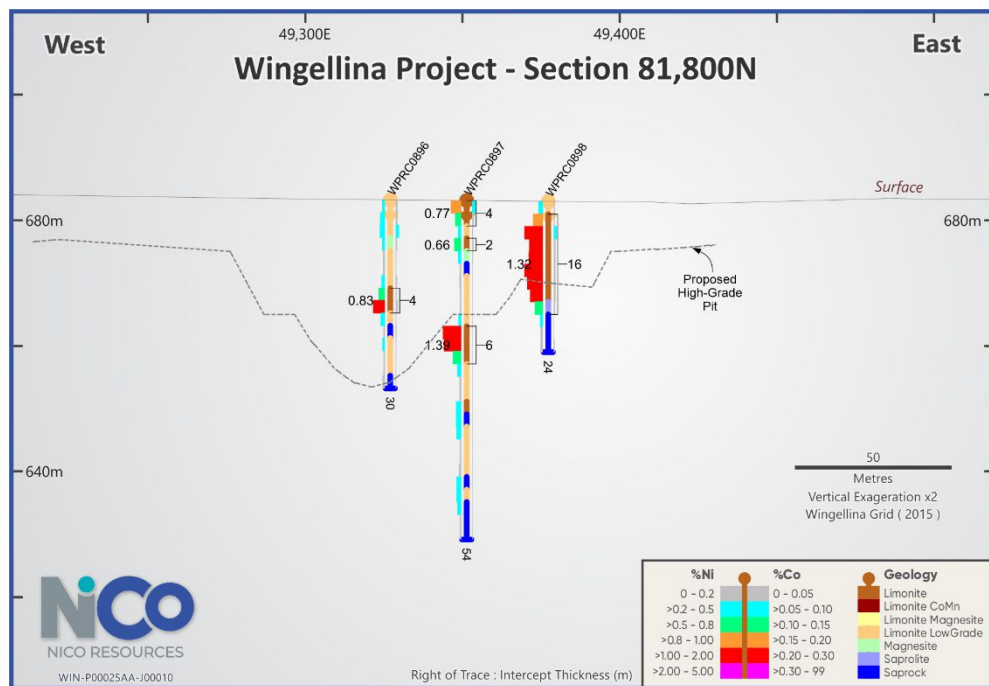 49,300E
49,400E
West
East
Wingellina Project - Section 81,800N
WPRC0896
WPRC0897
WPRC0898
Surface
680m
680m
0.77
4
0.66
2
1.32
16
Proposed
High-Grade
Pit
0.83
4
1.39
6
24
30
640m
50
Metres
Vertical Exageration x2
Wingellina Grid ( 2015 )
54
NiCo
NICO RESOURCES
WIN-P00025AA-J00010
Right of Trace : Intercept Thickness (m)
%Ni %Co Geology
0 - 0.2 0 - 0.05 Limonite
>0.2 - 0.5 >0.05 - 0.10 Limonite CoMn
>0.5 - 0.8 >0.10 - 0.15 Limonite Magnesite
>0.8 - 1.00 >0.15 - 0.20 Limonite LowGrade
>1.00 - 2.00 >0.20 - 0.30 Magnesite
>2.00 - 5.00 >0.30 - 99 Saprolite
Saprock